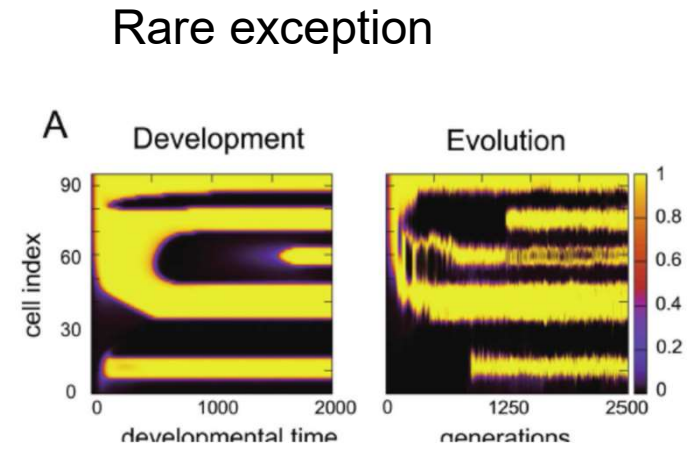 Rare exception
A
Development
Evolution
cell index
90
60
30
0
0
1000
2000
developmental time
0
1250
2500
generations
1
0.8
0.6
0.4
0.2
0